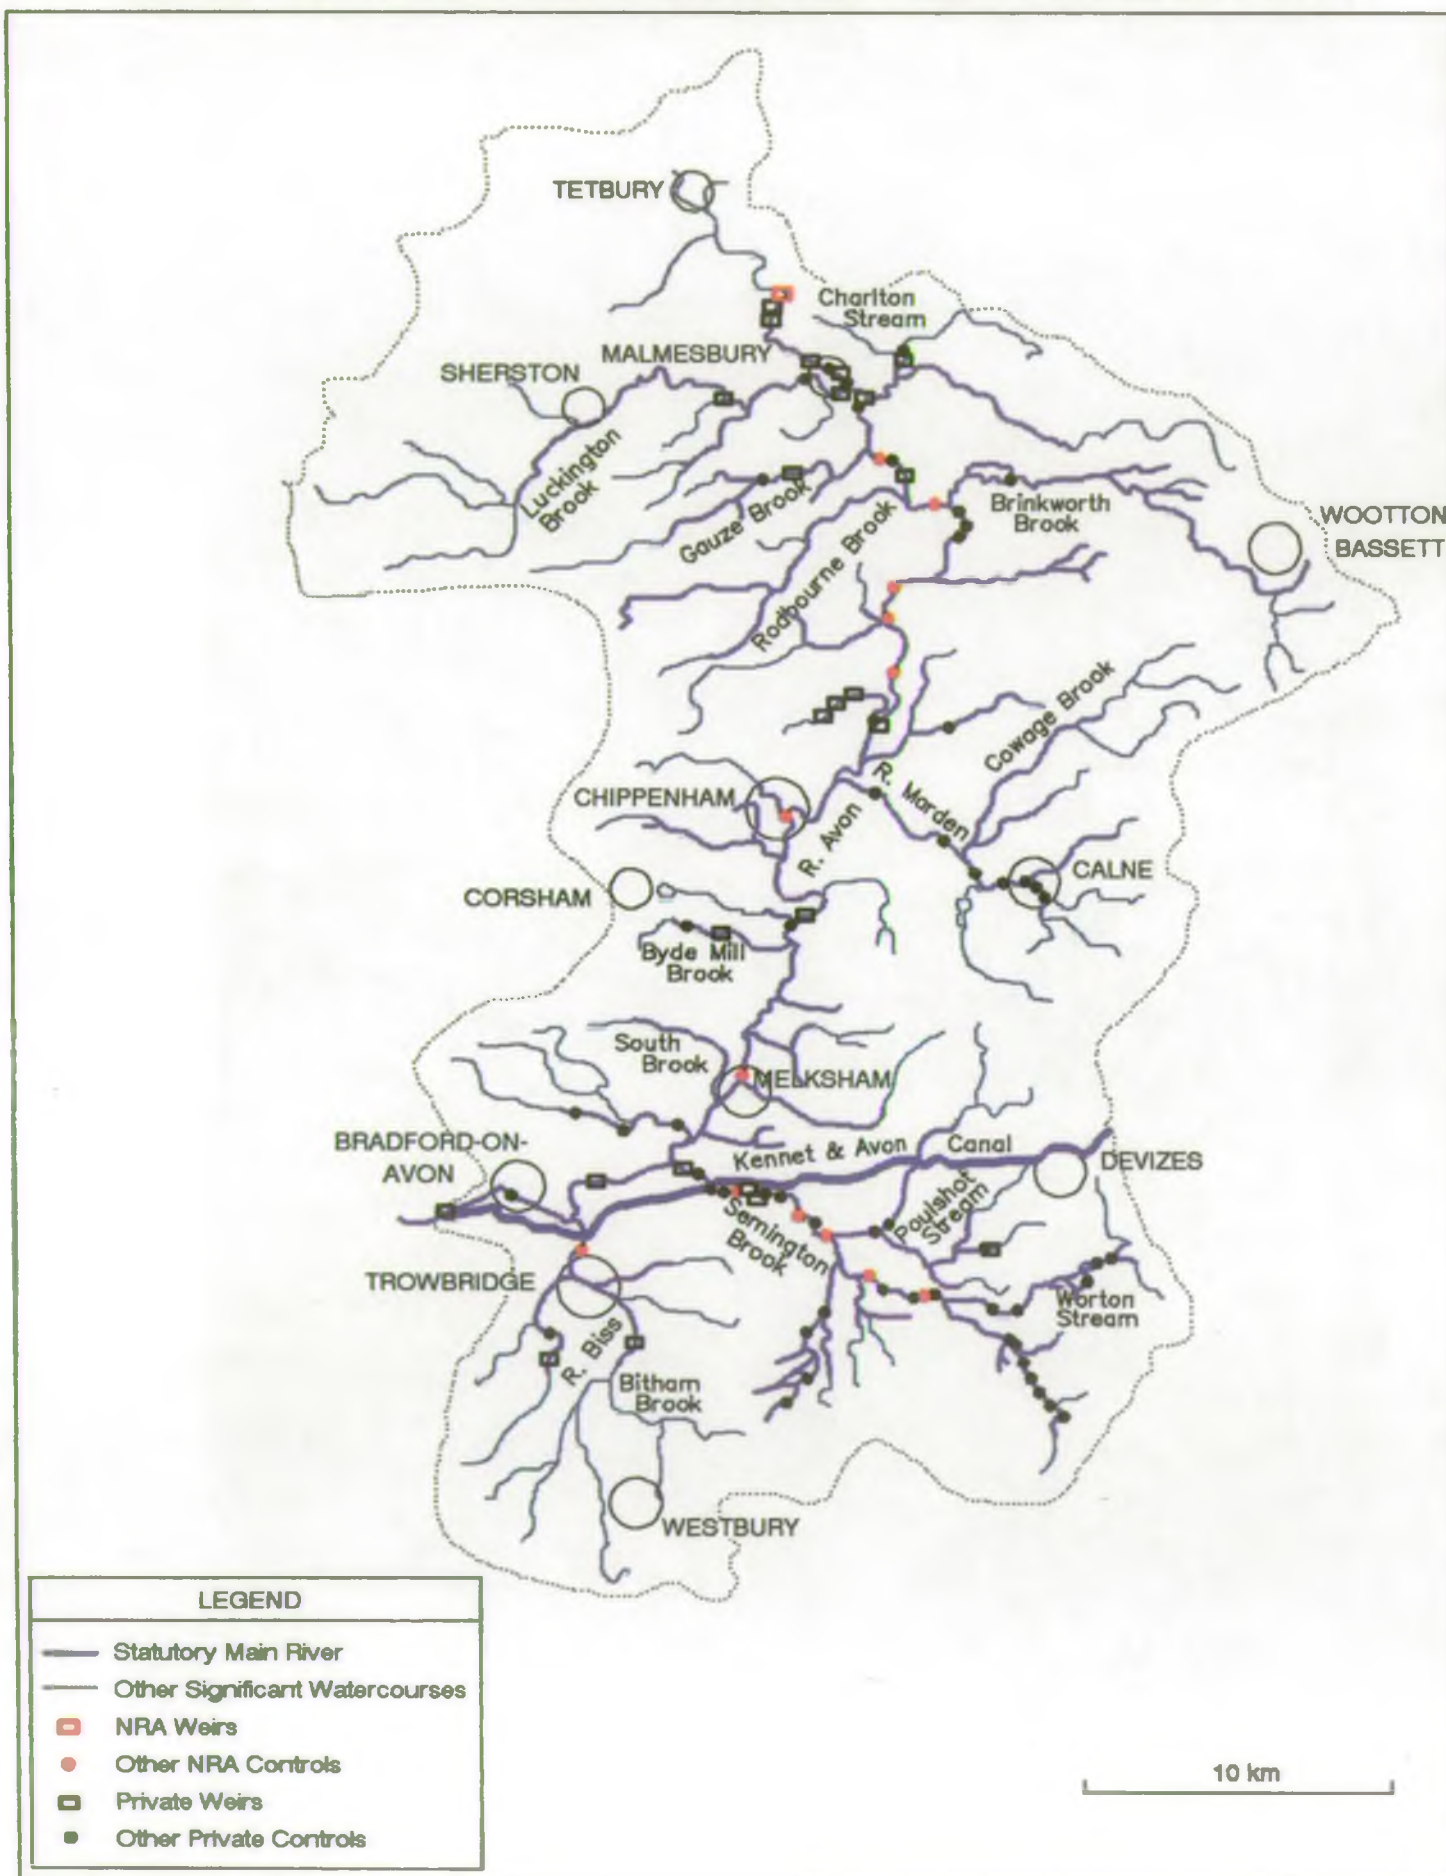 TETBURY
Charlton
Stream
MALMESBURY
SHERSTON
Luckington
Brook
Gauze Brook
Brinkworth
Brook
WOOTTON
BASSETT
Rodbourne Brook
Cowage Brook
R. Marden
CHIPPENHAM
R. Avon
CALNE
CORSHAM
Byde Mill
Brook
South
Brook
MELKSHAM
BRADFORD-ON-
AVON
Kennet & Avon Canal
DEVIZES
Poulshot
Stream
Semington
Brook
TROWBRIDGE
Worton
Stream
R. Biss
Bitham
Brook
WESTBURY
LEGEND
Statutory Main River
Other Significant Watercourses
NRA Weirs
Other NRA Controls
Private Weirs
Other Private Controls
10 km